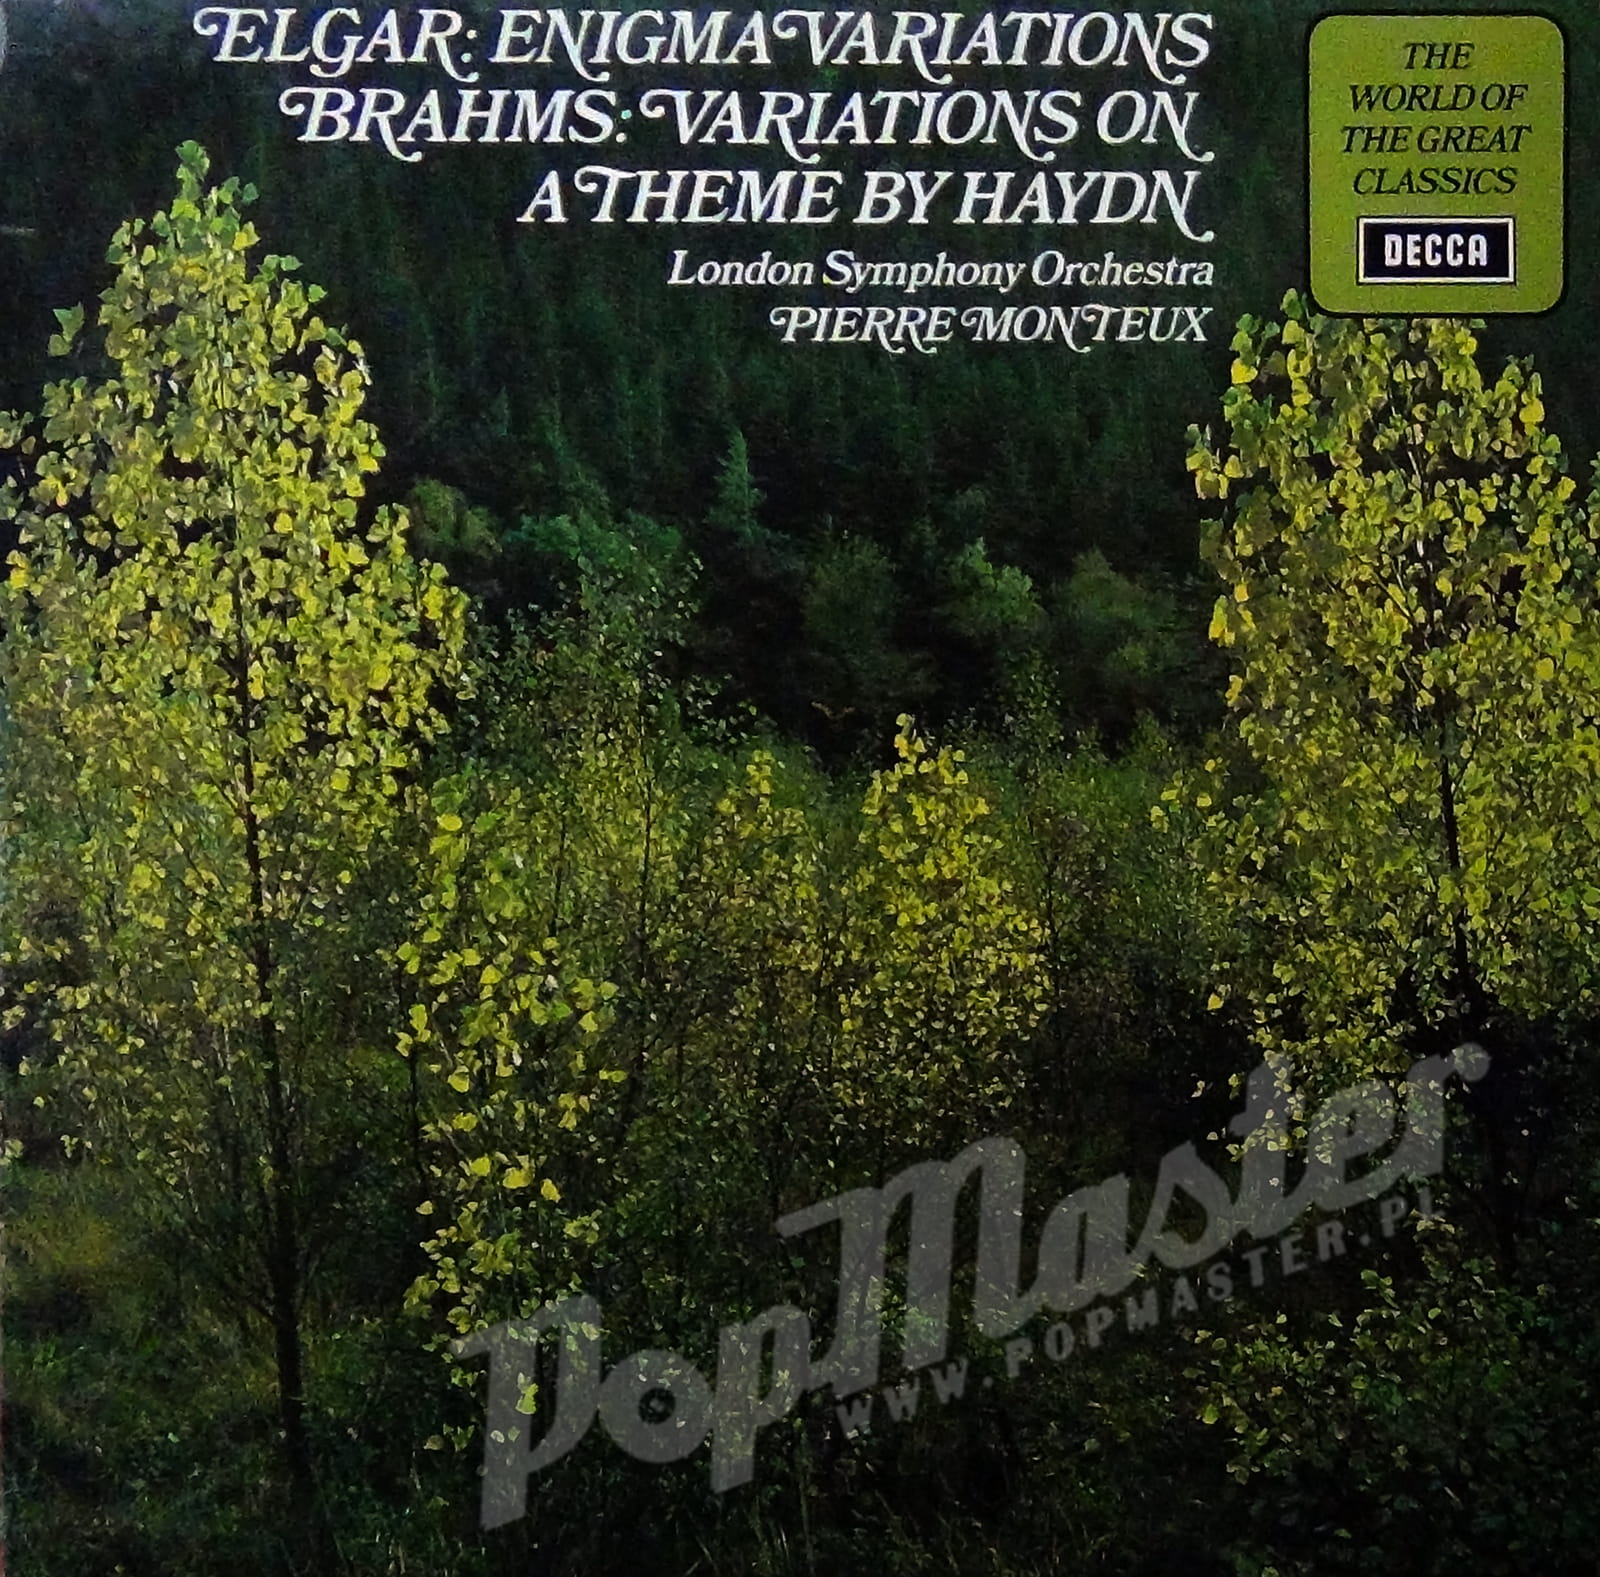 ELGAR: ENIGMA VARIATIONS
BRAHMS: VARIATIONS ON
A THEME BY HAYDN
London Symphony Orchestra
PIERRE MONTEUX
THE
WORLD OF
THE GREAT
CLASSICS
DECCA
PopMaster
WWW.POPMASTER.PL